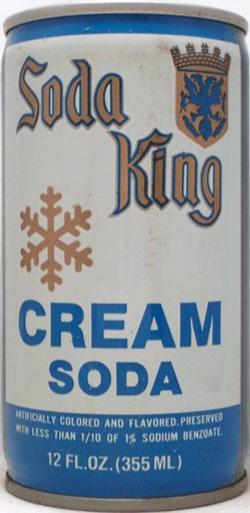 Soda
King
CREAM
SODA
ARTIFICIALLY COLORED AND FLAVORED. PRESERVED
WITH LESS THAN 1/10 OF 1% SODIUM BENZOATE.
12 FL.OZ.(355 ML)